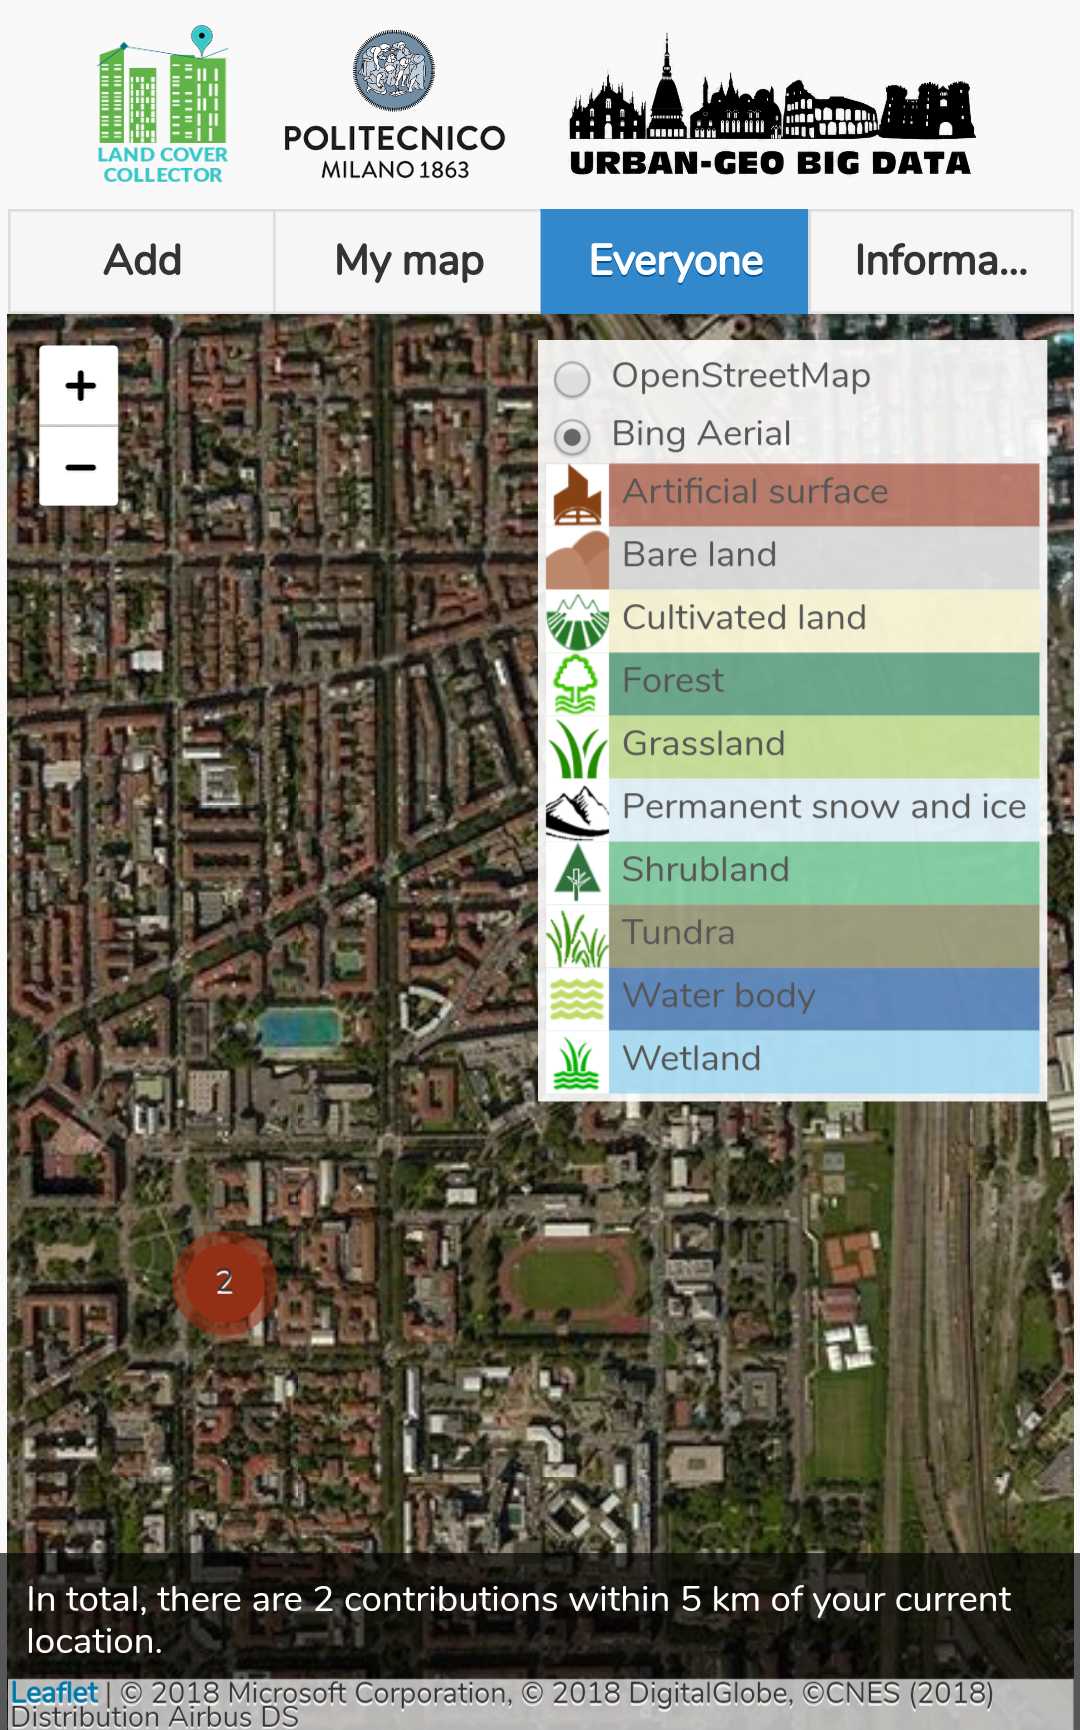 LAND COVER
COLLECTOR
POLITECNICO
MILANO 1863
URBAN-GEO BIG DATA
Add
My map
Everyone
Informa...
+
−
OpenStreetMap
Bing Aerial
Artificial surface
Bare land
Cultivated land
Forest
Grassland
Permanent snow and ice
Shrubland
Tundra
Water body
Wetland
2
In total, there are 2 contributions within 5 km of your current
location.
Leaflet | © 2018 Microsoft Corporation, © 2018 DigitalGlobe, ©CNES (2018)
Distribution Airbus DS